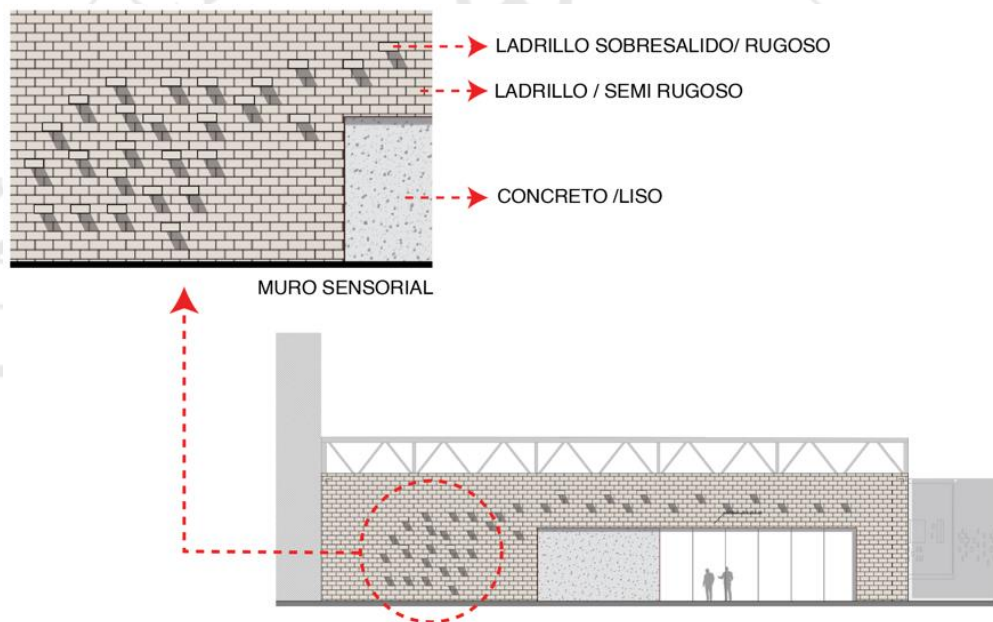 LADRILLO SOBRESALIDO/ RUGOSO
LADRILLO / SEMI RUGOSO
CONCRETO /LISO
MURO SENSORIAL